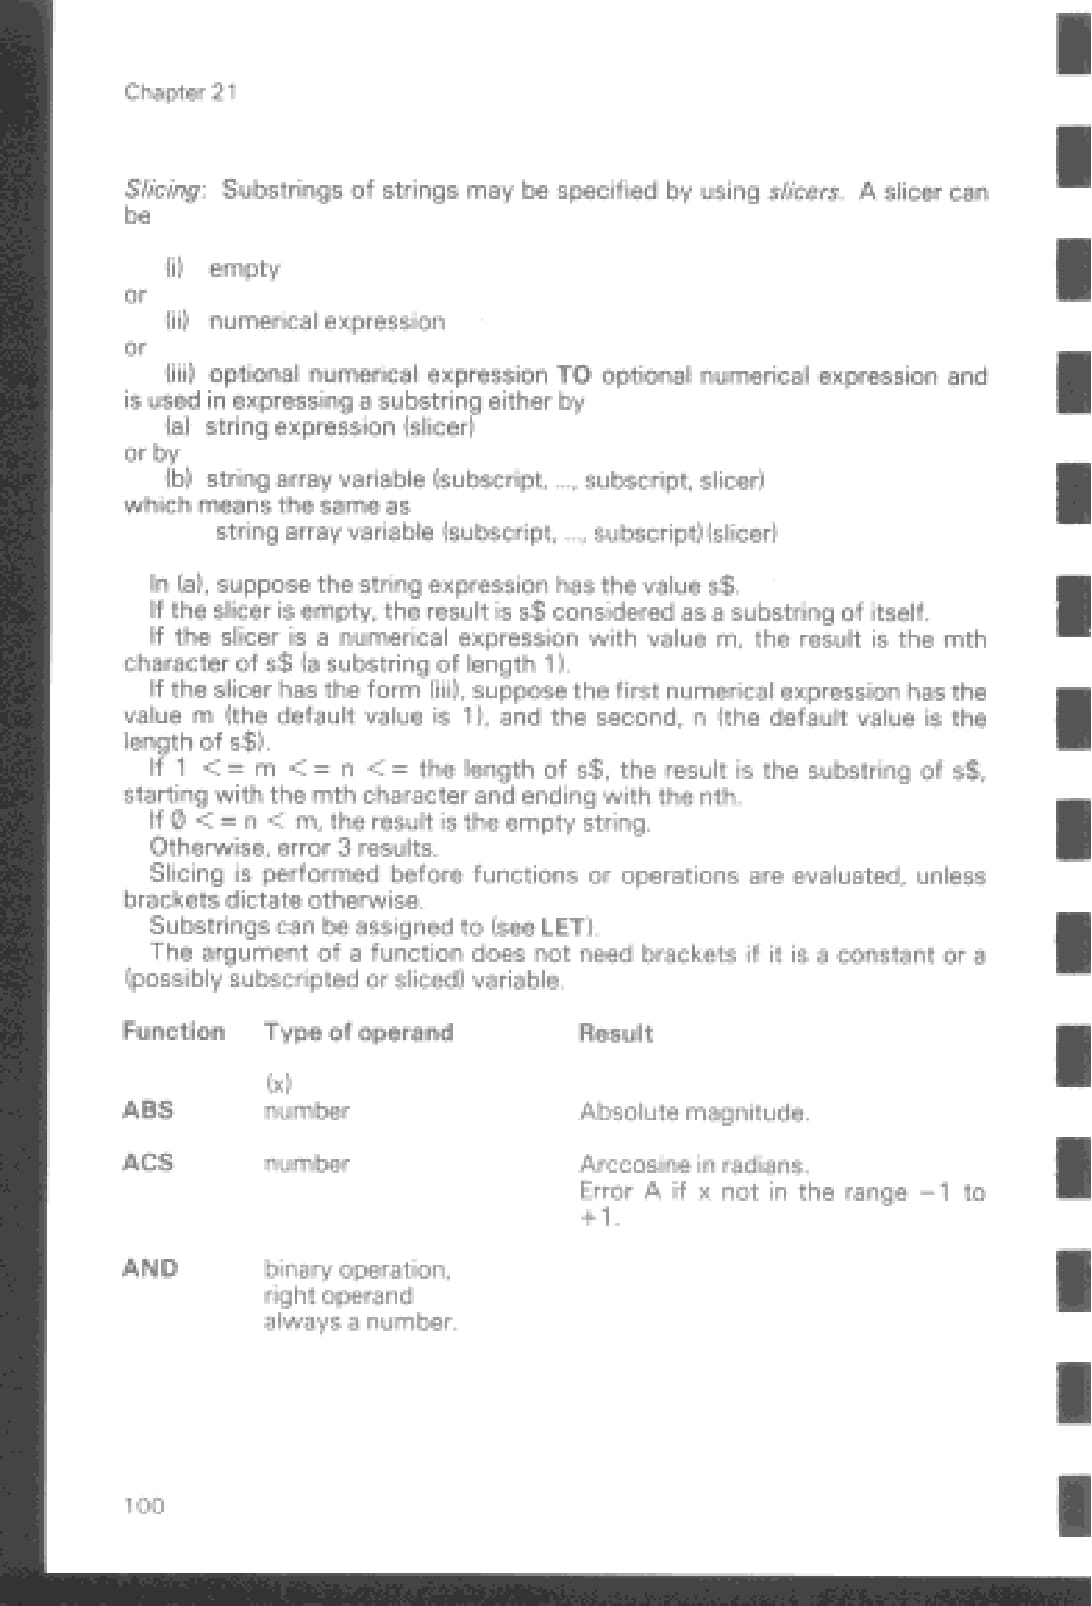 Chapter 21
Slicing: Substrings of strings may be specified by using slicers. A slicer can
be
(i) empty
or
(ii) numerical expression
or
(iii) optional numerical expression TO optional numerical expression and
is used in expressing a substring either by
(a) string expression (slicer)
or by
(b) string array variable (subscript, ..., subscript, slicer)
which means the same as
string array variable (subscript, ..., subscript) (slicer)
In (a), suppose the string expression has the value s$.
If the slicer is empty, the result is s$ considered as a substring of itself.
If the slicer is a numerical expression with value m, the result is the mth
character of s$ (a substring of length 1).
If the slicer has the form (iii), suppose the first numerical expression has the
value m (the default value is 1), and the second, n (the default value is the
length of s$).
If 1 <= m <= n <= the length of s$, the result is the substring of s$,
starting with the mth character and ending with the nth.
If 0 <= n < m, the result is the empty string.
Otherwise, error 3 results.
Slicing is performed before functions or operations are evaluated, unless
brackets dictate otherwise.
Substrings can be assigned to (see LET).
The argument of a function does not need brackets if it is a constant or a
(possibly subscripted or sliced) variable.
Function Type of operand Result
(x)
ABS number Absolute magnitude.
ACS number Arccosine in radians.
Error A if x not in the range −1 to
+1.
AND binary operation,
right operand
always a number.
100